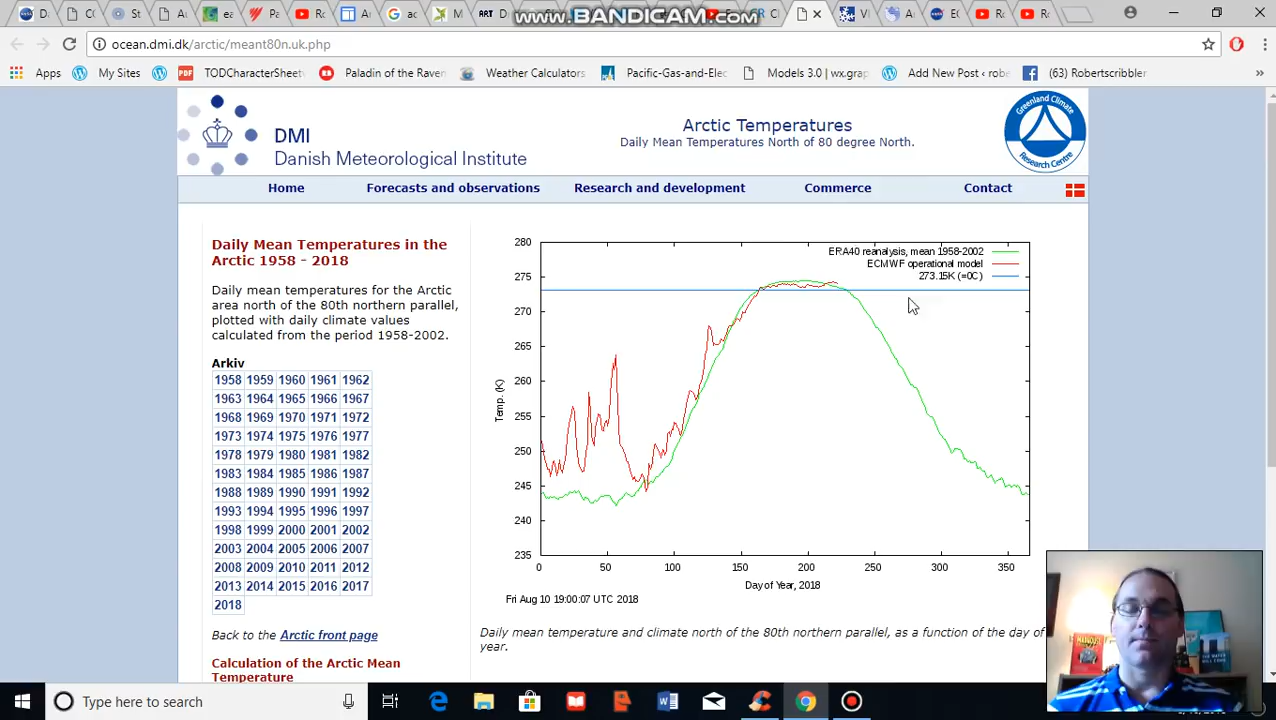 www.BANDICAM.com
ocean.dmi.dk/arctic/meant80n.uk.php
Apps My Sites TODCharacterSheet Paladin of the Raven Weather Calculators Pacific-Gas-and-Elec Models 3.0 | wx.grap Add New Post ‹ robe (63) Robertscribbler »
DMI
Danish Meteorological Institute
Arctic Temperatures
Daily Mean Temperatures North of 80 degree North.
Greenland Climate
Research Centre
Home Forecasts and observations Research and development Commerce Contact
Daily Mean Temperatures in the
Arctic 1958 - 2018
Daily mean temperatures for the Arctic
area north of the 80th northern parallel,
plotted with daily climate values
calculated from the period 1958-2002.
Arkiv
1958 1959 1960 1961 1962
1963 1964 1965 1966 1967
1968 1969 1970 1971 1972
1973 1974 1975 1976 1977
1978 1979 1980 1981 1982
1983 1984 1985 1986 1987
1988 1989 1990 1991 1992
1993 1994 1995 1996 1997
1998 1999 2000 2001 2002
2003 2004 2005 2006 2007
2008 2009 2010 2011 2012
2013 2014 2015 2016 2017
2018
Back to the Arctic front page
Calculation of the Arctic Mean
Temperature
ERA40 reanalysis, mean 1958-2002
ECMWF operational model
273.15K (=0C)
280
275
270
265
260
255
250
245
240
235
Temp. (K)
0 50 100 150 200 250 300 350
Day of Year, 2018
Fri Aug 10 19:00:07 UTC 2018
Daily mean temperature and climate north of the 80th northern parallel, as a function of the day of
year.
Type here to search